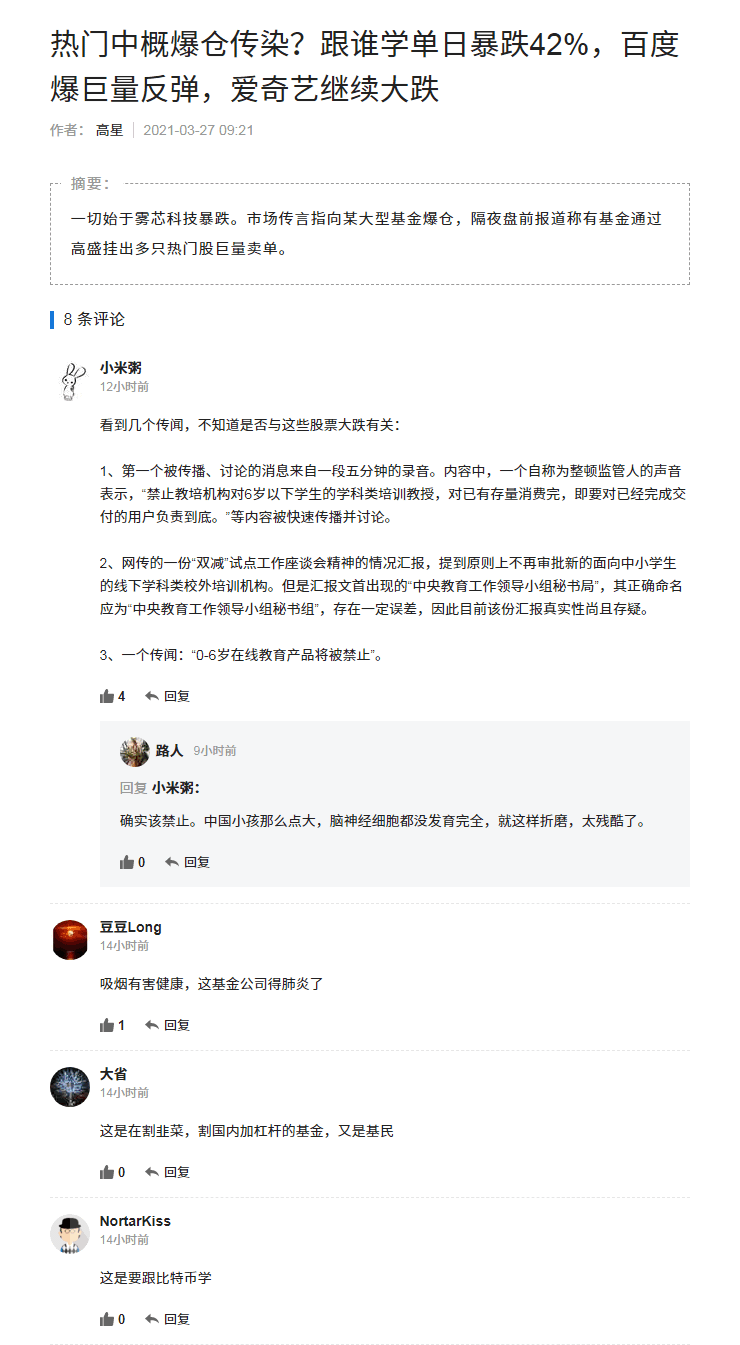 热门中概爆仓传染？跟谁学单日暴跌42%，百度
爆巨量反弹，爱奇艺继续大跌
作者： 高星 2021-03-27 09:21
摘要：
一切始于雾芯科技暴跌。市场传言指向某大型基金爆仓，隔夜盘前报道称有基金通过
高盛挂出多只热门股巨量卖单。
8 条评论
小米粥
12小时前
看到几个传闻，不知道是否与这些股票大跌有关：
1、第一个被传播、讨论的消息来自一段五分钟的录音。内容中，一个自称为整顿监管人的声音
表示，“禁止教培机构对6岁以下学生的学科类培训教授，对已有存量消费完，即要对已经完成交
付的用户负责到底。”等内容被快速传播并讨论。
2、网传的一份“双减”试点工作座谈会精神的情况汇报，提到原则上不再审批新的面向中小学生
的线下学科类校外培训机构。但是汇报文首出现的“中央教育工作领导小组秘书局”，其正确命名
应为“中央教育工作领导小组秘书组”，存在一定误差，因此目前该份汇报真实性尚且存疑。
3、一个传闻：“0-6岁在线教育产品将被禁止”。
4 回复
路人 9小时前
回复 小米粥：
确实该禁止。中国小孩那么点大，脑神经细胞都没发育完全，就这样折磨，太残酷了。
0 回复
豆豆Long
14小时前
吸烟有害健康，这基金公司得肺炎了
1 回复
大省
14小时前
这是在割韭菜，割国内加杠杆的基金，又是基民
0 回复
NortarKiss
14小时前
这是要跟比特币学
0 回复